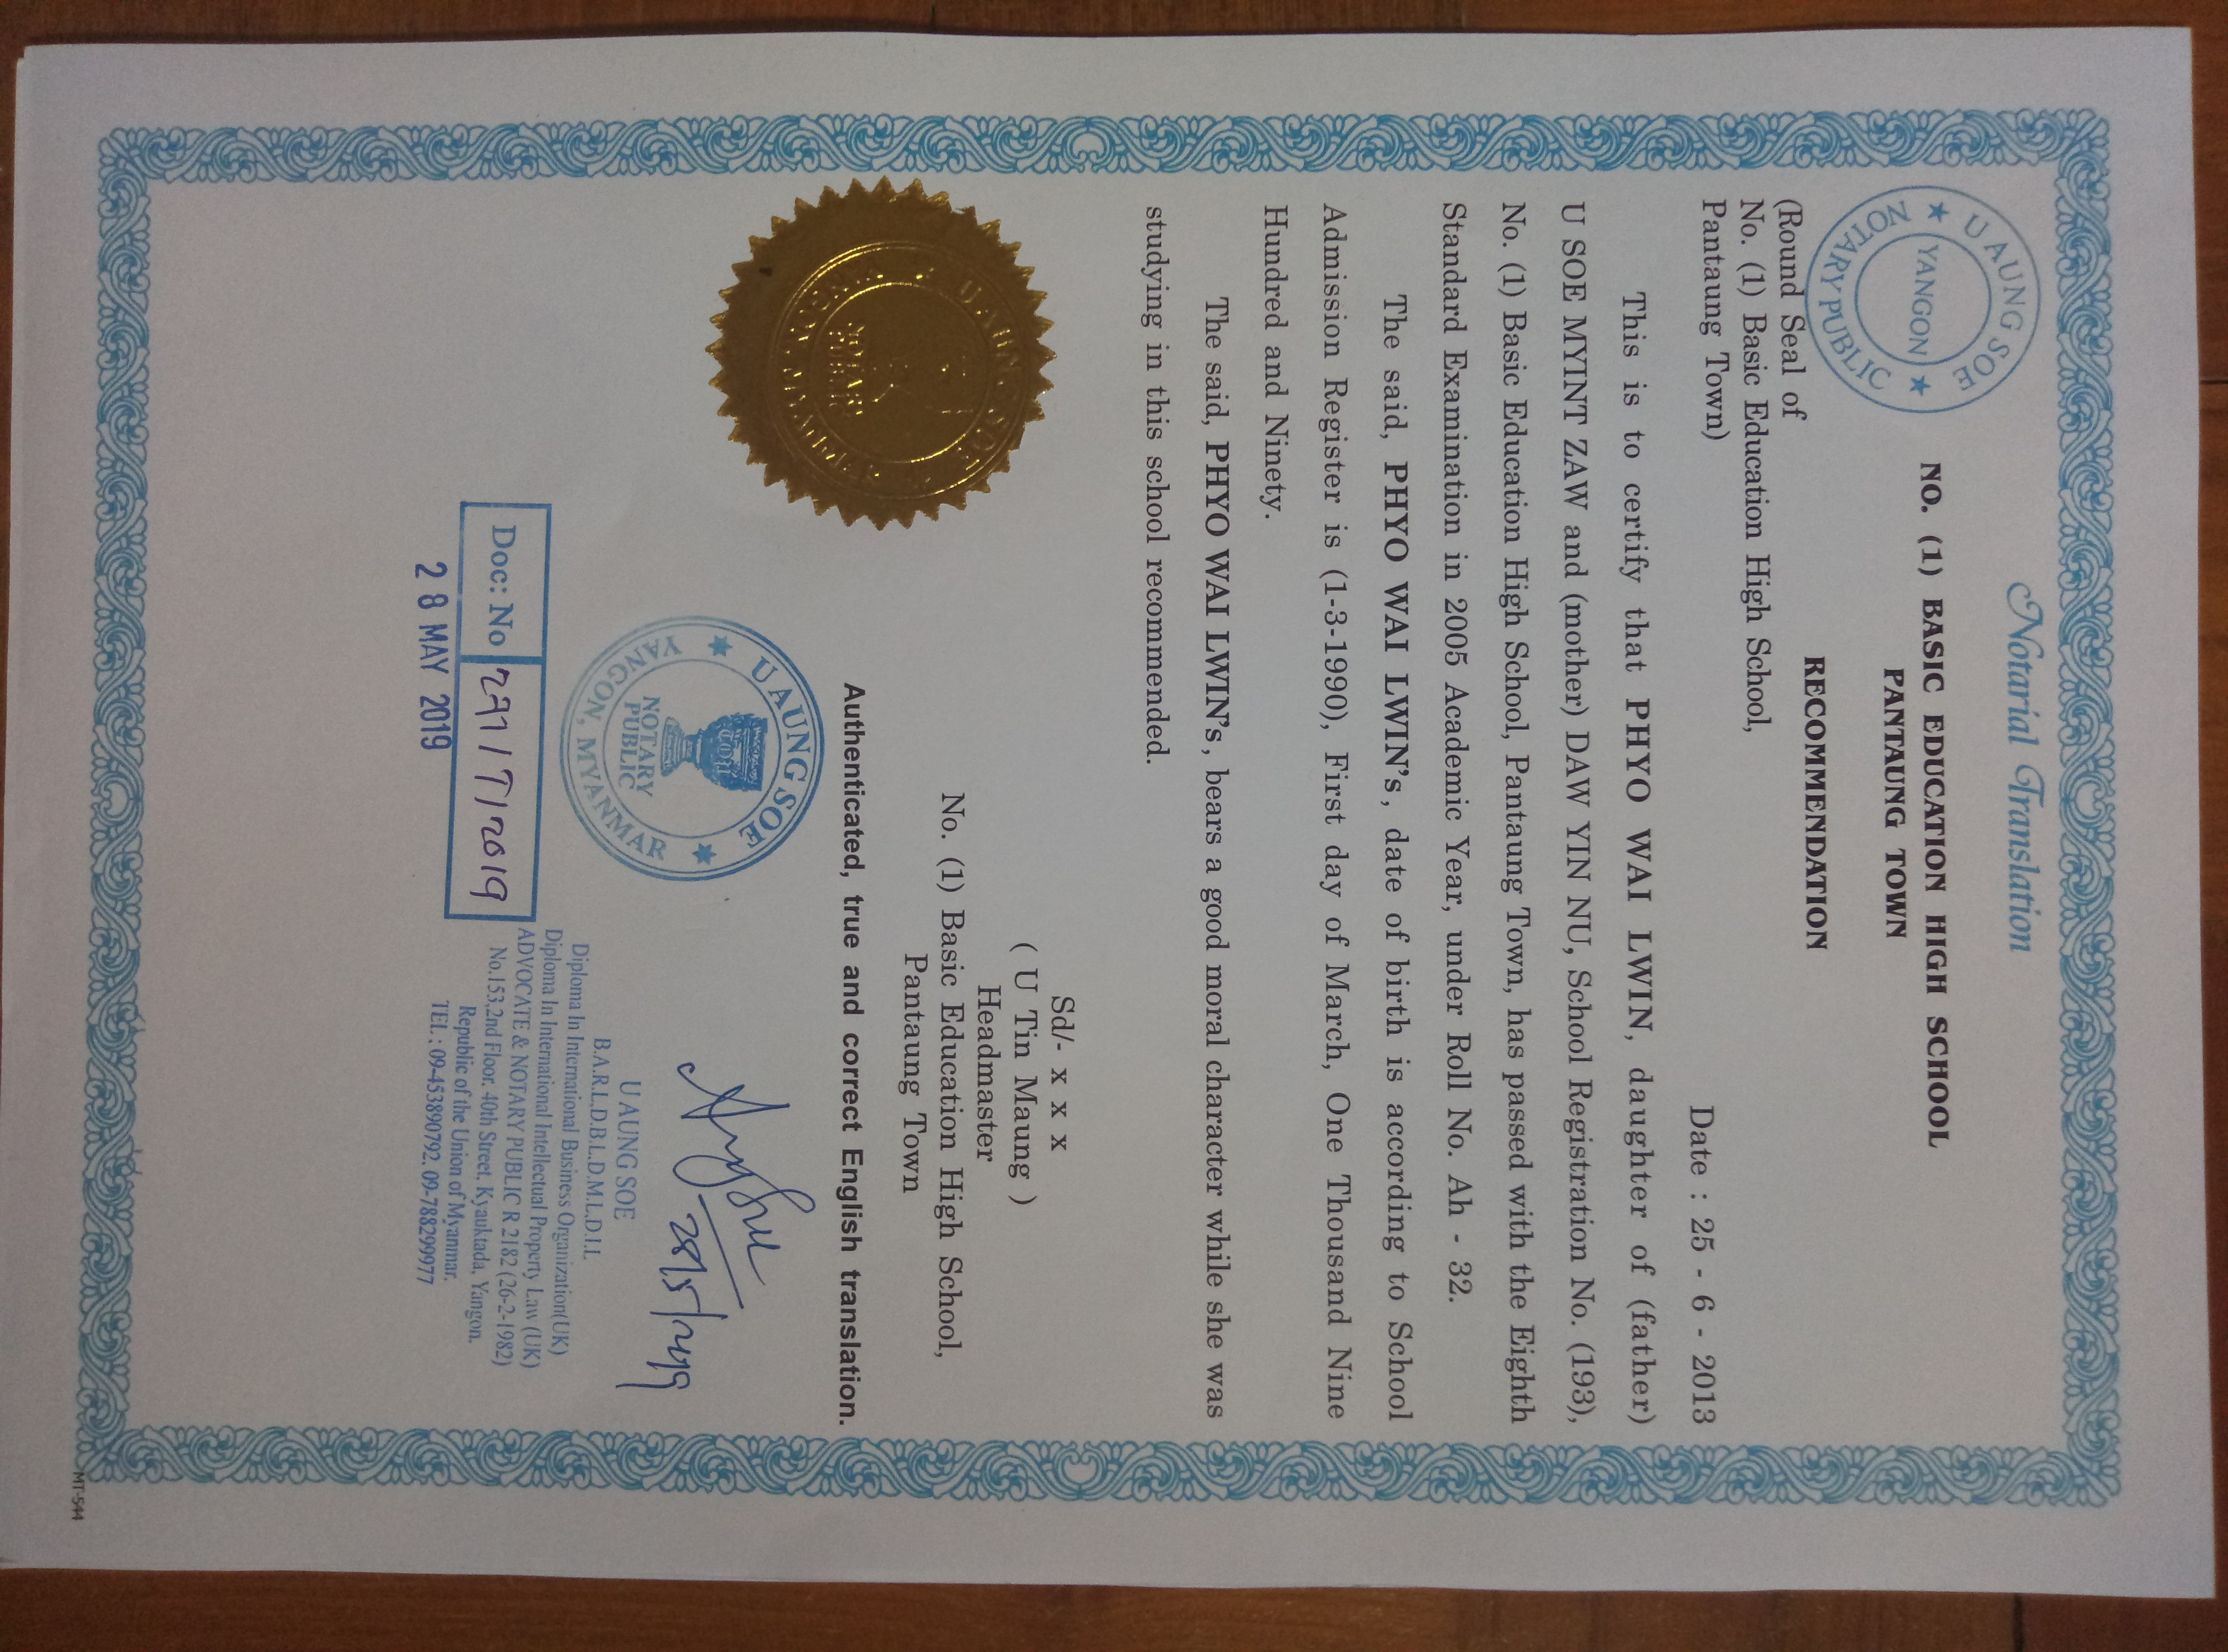 Notarial Translation
U AUNG SOE
YANGON
NOTARY PUBLIC
NO. (1) BASIC EDUCATION HIGH SCHOOL
PANTAUNG TOWN
RECOMMENDATION
(Round Seal of
No. (1) Basic Education High School,
Pantaung Town)
Date : 25 - 6 - 2013
This is to certify that PHYO WAI LWIN, daughter of (father)
U SOE MYINT ZAW and (mother) DAW YIN NU, School Registration No. (193),
No. (1) Basic Education High School, Pantaung Town, has passed with the Eighth
Standard Examination in 2005 Academic Year, under Roll No. Ah - 32.
The said, PHYO WAI LWIN's, date of birth is according to School
Admission Register is (1-3-1990), First day of March, One Thousand Nine
Hundred and Ninety.
The said, PHYO WAI LWIN's, bears a good moral character while she was
studying in this school recommended.
Sd/- x x x
( U Tin Maung )
Headmaster
No. (1) Basic Education High School,
Pantaung Town
Authenticated, true and correct English translation.
U AUNG SOE
NOTARY
PUBLIC
YANGON, MYANMAR
U AUNG SOE
B.A.R.L.D.B.L.D.M.L.D.I.L
Diploma In International Business Organization(UK)
Diploma In International Intellectual Property Law (UK)
ADVOCATE & NOTARY PUBLIC R 2182 (26-2-1982)
No.153,2nd Floor, 40th Street, Kyauktada, Yangon.
Republic of the Union of Myanmar.
TEL : 09-453890792, 09-788299977
Doc: No
28 MAY 2019
MT-544